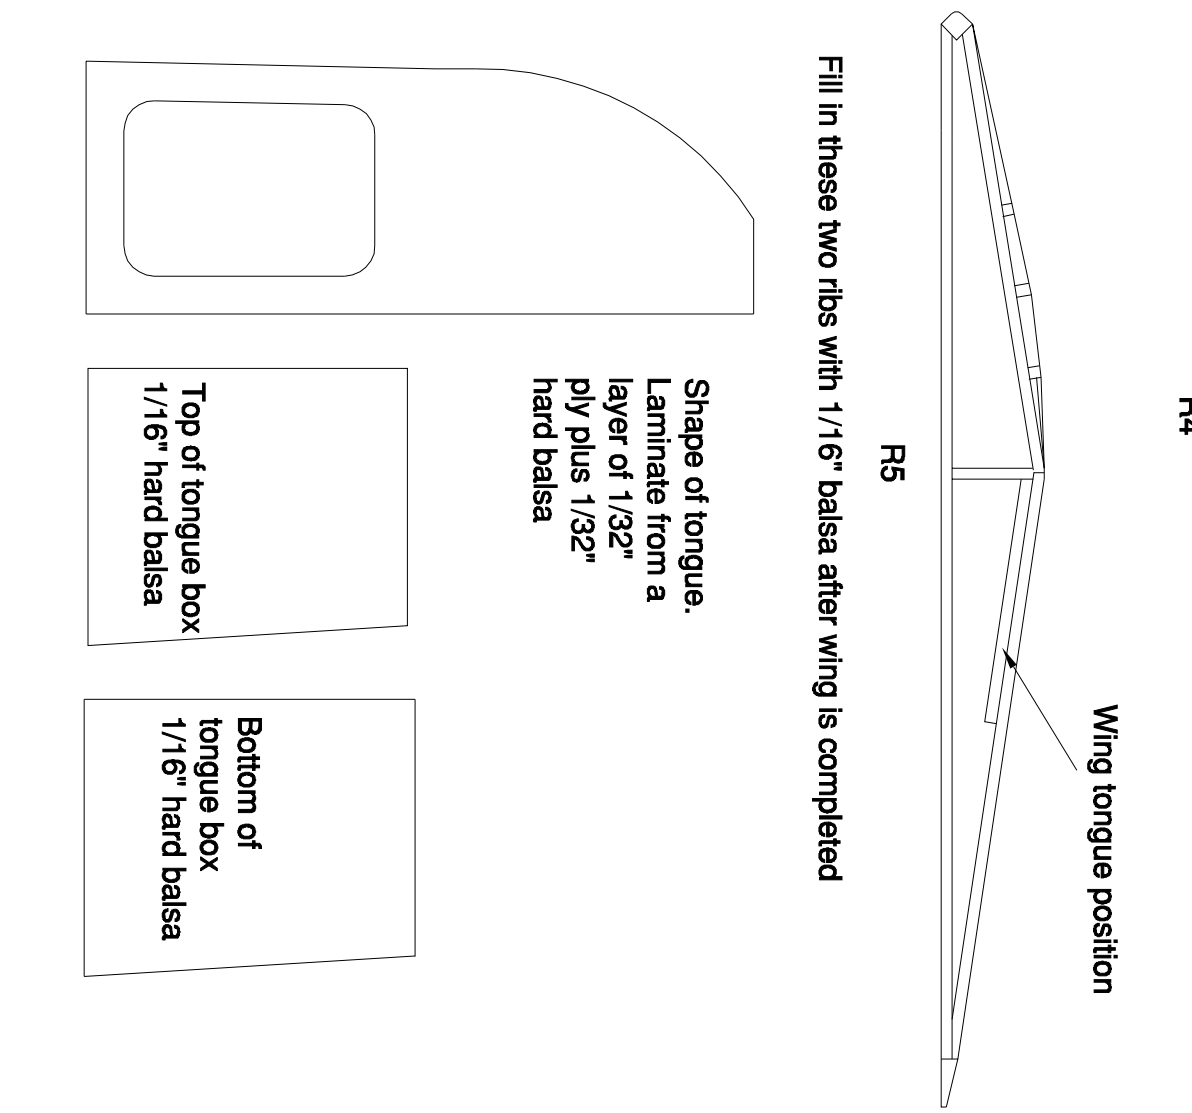 R4
Wing tongue position
R5
Fill in these two ribs with 1/16" balsa after wing is completed
Shape of tongue.
Laminate from a
layer of 1/32"
ply plus 1/32"
hard balsa
Top of tongue box
1/16" hard balsa
Bottom of
tongue box
1/16" hard balsa